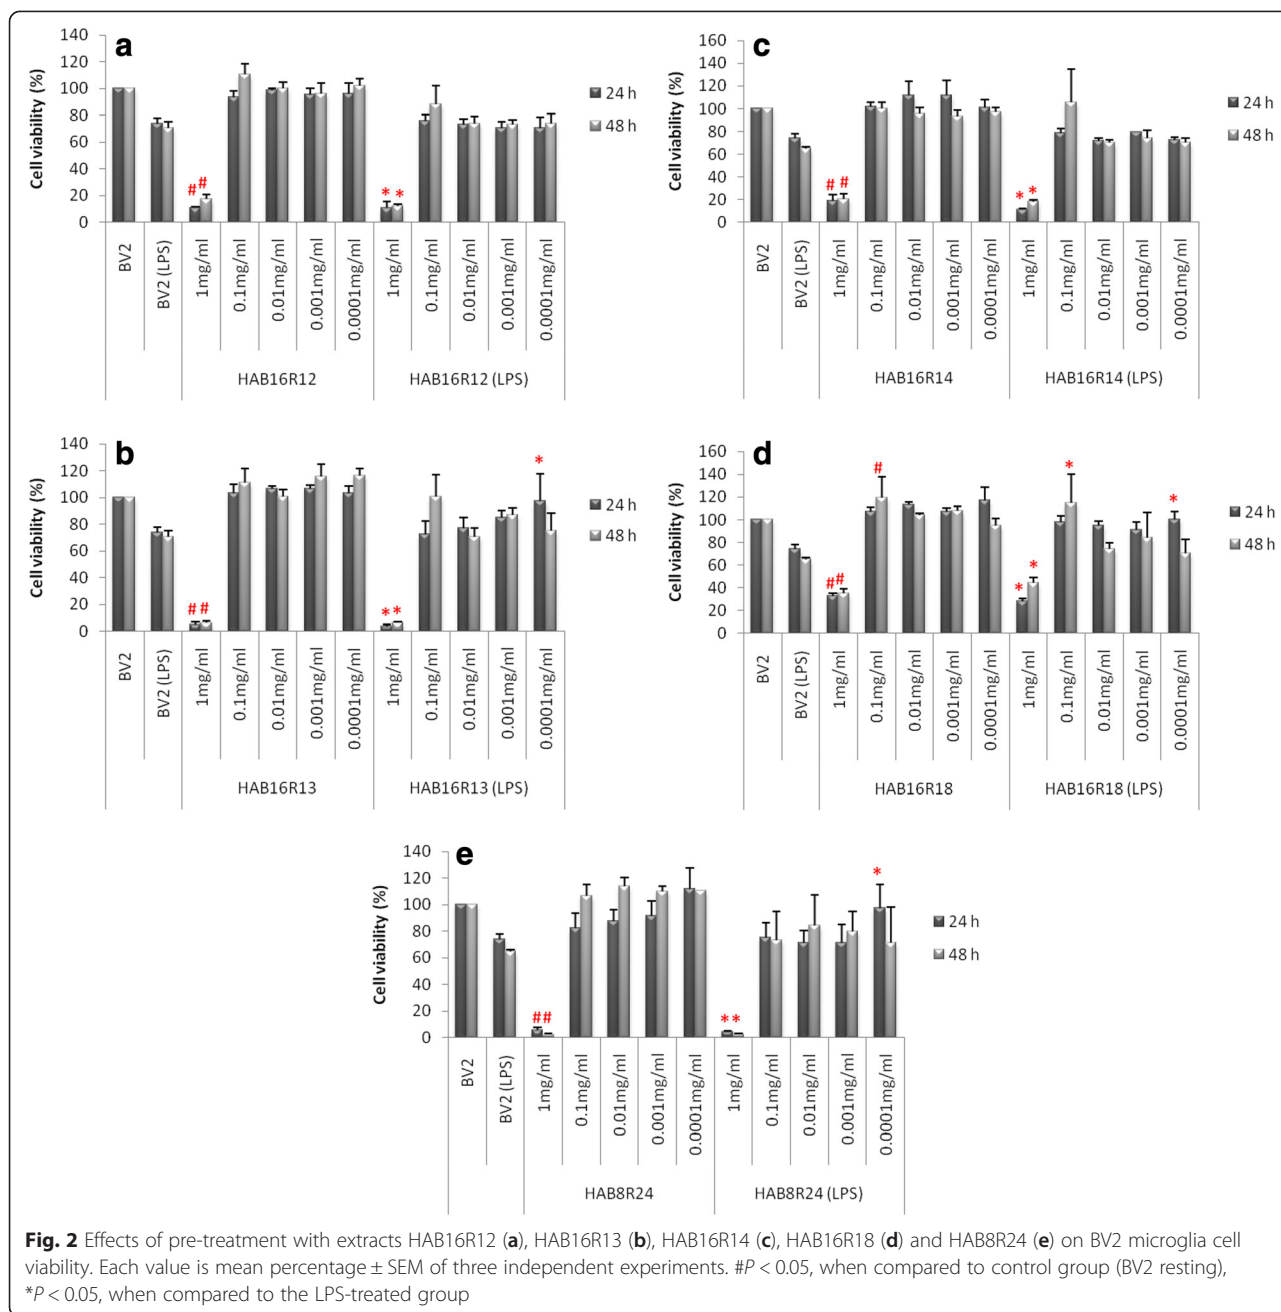 a
Cell viability (%)
140
120
100
80
60
40
20
0
# #
* *
24 h
48 h
BV2
BV2 (LPS)
1mg/ml
0.1mg/ml
0.01mg/ml
0.001mg/ml
0.0001mg/ml
1mg/ml
0.1mg/ml
0.01mg/ml
0.001mg/ml
0.0001mg/ml
HAB16R12
HAB16R12 (LPS)
c
Cell viability (%)
160
140
120
100
80
60
40
20
0
# #
* *
24 h
48 h
BV2
BV2 (LPS)
1mg/ml
0.1mg/ml
0.01mg/ml
0.001mg/ml
0.0001mg/ml
1mg/ml
0.1mg/ml
0.01mg/ml
0.001mg/ml
0.0001mg/ml
HAB16R14
HAB16R14 (LPS)
b
Cell viability (%)
140
120
100
80
60
40
20
0
# #
* *
*
24 h
48 h
BV2
BV2 (LPS)
1mg/ml
0.1mg/ml
0.01mg/ml
0.001mg/ml
0.0001mg/ml
1mg/ml
0.1mg/ml
0.01mg/ml
0.001mg/ml
0.0001mg/ml
HAB16R13
HAB16R13 (LPS)
d
Cell viability (%)
160
140
120
100
80
60
40
20
0
##
#
* *
*
*
24 h
48 h
BV2
BV2 (LPS)
1mg/ml
0.1mg/ml
0.01mg/ml
0.001mg/ml
0.0001mg/ml
1mg/ml
0.1mg/ml
0.01mg/ml
0.001mg/ml
0.0001mg/ml
HAB16R18
HAB16R18 (LPS)
e
Cell viability (%)
140
120
100
80
60
40
20
0
##
**
*
24 h
48 h
BV2
BV2 (LPS)
1mg/ml
0.1mg/ml
0.01mg/ml
0.001mg/ml
0.0001mg/ml
1mg/ml
0.1mg/ml
0.01mg/ml
0.001mg/ml
0.0001mg/ml
HAB8R24
HAB8R24 (LPS)
Fig. 2 Effects of pre-treatment with extracts HAB16R12 (a), HAB16R13 (b), HAB16R14 (c), HAB16R18 (d) and HAB8R24 (e) on BV2 microglia cell
viability. Each value is mean percentage ± SEM of three independent experiments. #P < 0.05, when compared to control group (BV2 resting),
*P < 0.05, when compared to the LPS-treated group